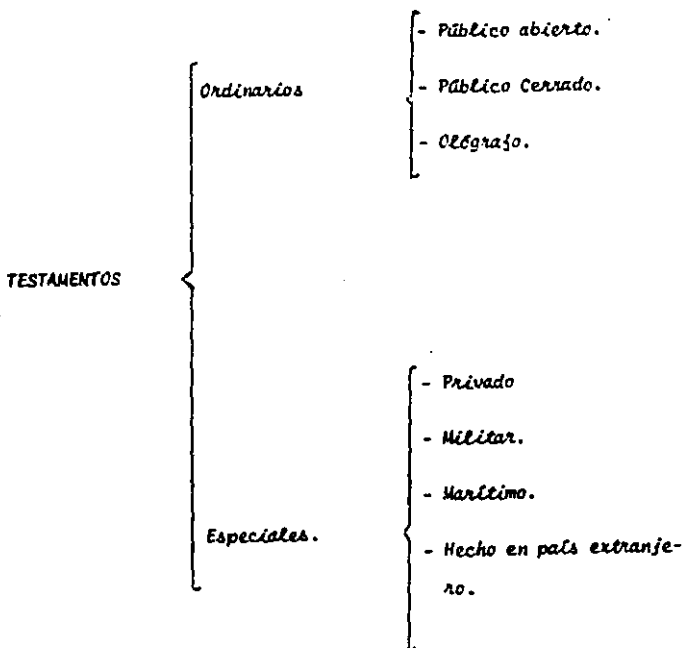 - Público abierto.
Ordinarios
- Público Cerrado.
- Ológrafo.
TESTAMENTOS
- Privado
- Militar.
- Marítimo.
Especiales.
- Hecho en país extranje-
ro.